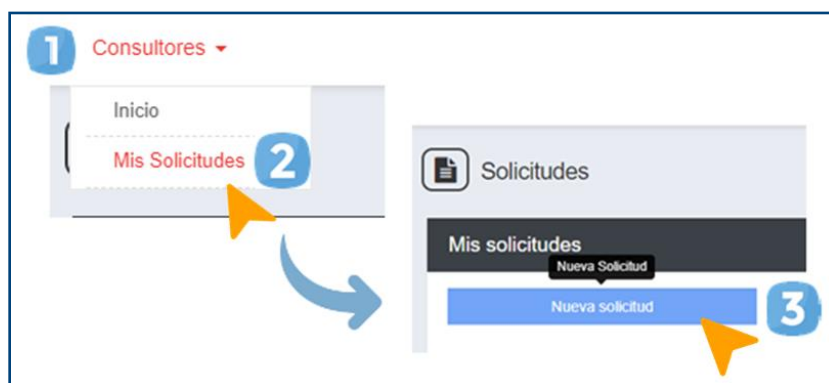 1 Consultores
Inicio
Mis Solicitudes 2
Solicitudes
Mis solicitudes
Nueva Solicitud
Nueva solicitud 3